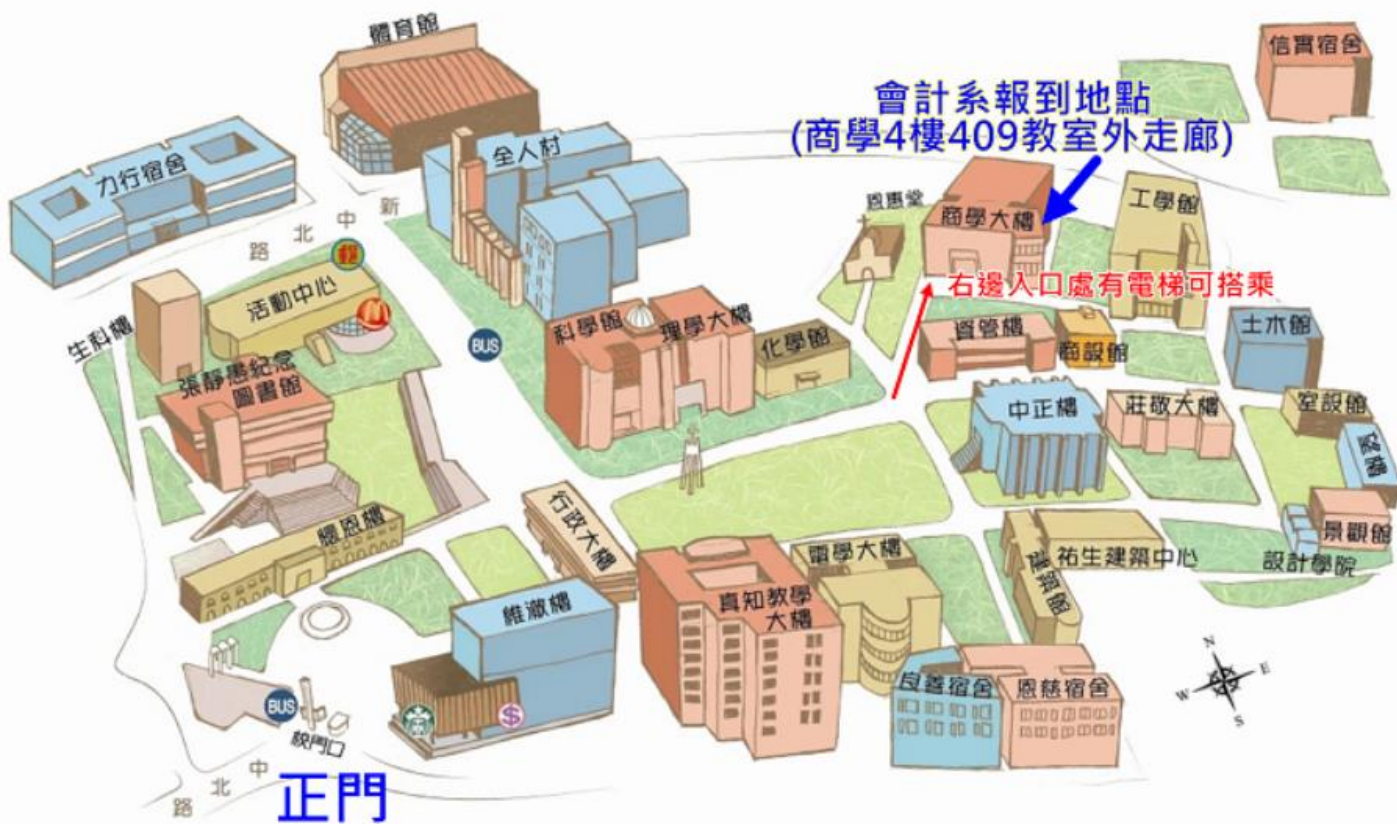 體育館
信實宿舍
會計系報到地點
(商學4樓409教室外走廊)
全人村
力行宿舍
恩惠堂
商學大樓
工學館
新中北路
郵
活動中心
右邊入口處有電梯可搭乘
生科樓
BUS
科學館
理學大樓
化學館
資管樓
商設館
土木館
張靜愚紀念
圖書館
中正樓
莊敬大樓
室設館
行政大樓
景觀館
設計學院
維澈樓
真知教學
大樓
電學大樓
建築館
祐生建築中心
良善宿舍
恩慈宿舍
N
E
W
S
BUS
$
校門口
中北路
正門